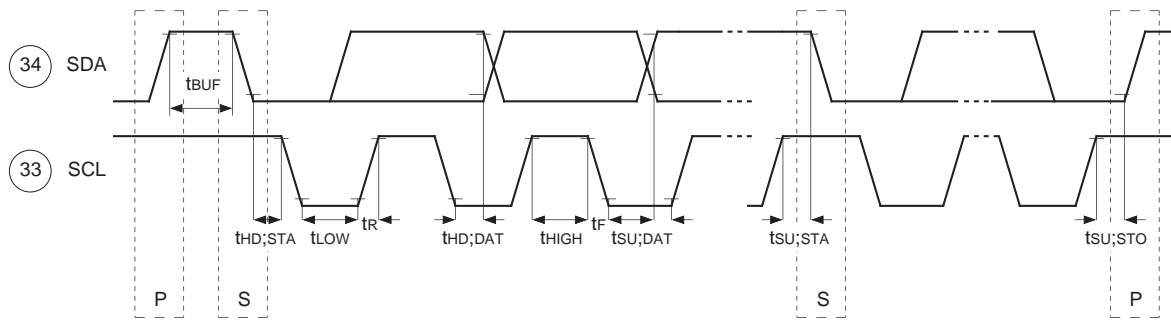 34 SDA
tBUF
33 SCL
tHD;STA tLOW tR tHD;DAT tHIGH tF tSU;DAT tSU;STA tSU;STO
P S S P